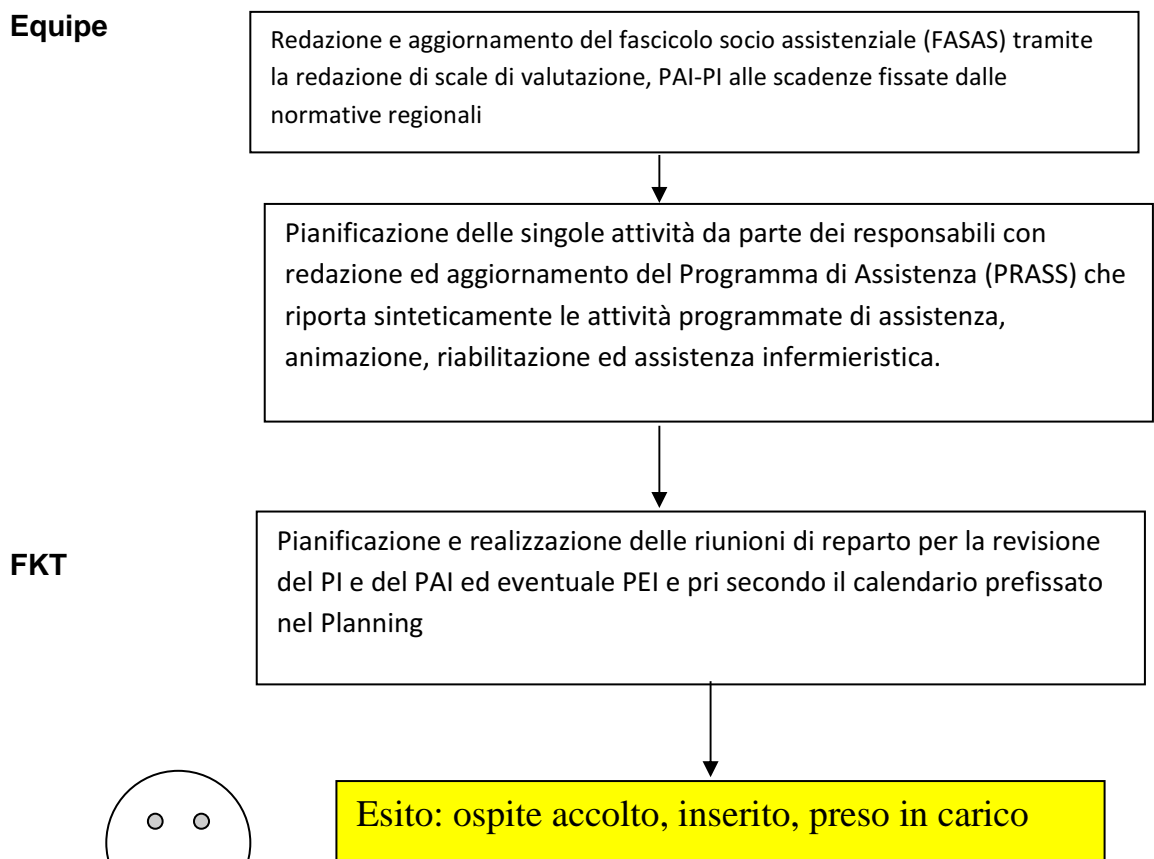 Equipe
Redazione e aggiornamento del fascicolo socio assistenziale (FASAS) tramite
la redazione di scale di valutazione, PAI-PI alle scadenze fissate dalle
normative regionali
Pianificazione delle singole attività da parte dei responsabili con
redazione ed aggiornamento del Programma di Assistenza (PRASS) che
riporta sinteticamente le attività programmate di assistenza,
animazione, riabilitazione ed assistenza infermieristica.
FKT
Pianificazione e realizzazione delle riunioni di reparto per la revisione
del PI e del PAI ed eventuale PEI e pri secondo il calendario prefissato
nel Planning
Esito: ospite accolto, inserito, preso in carico